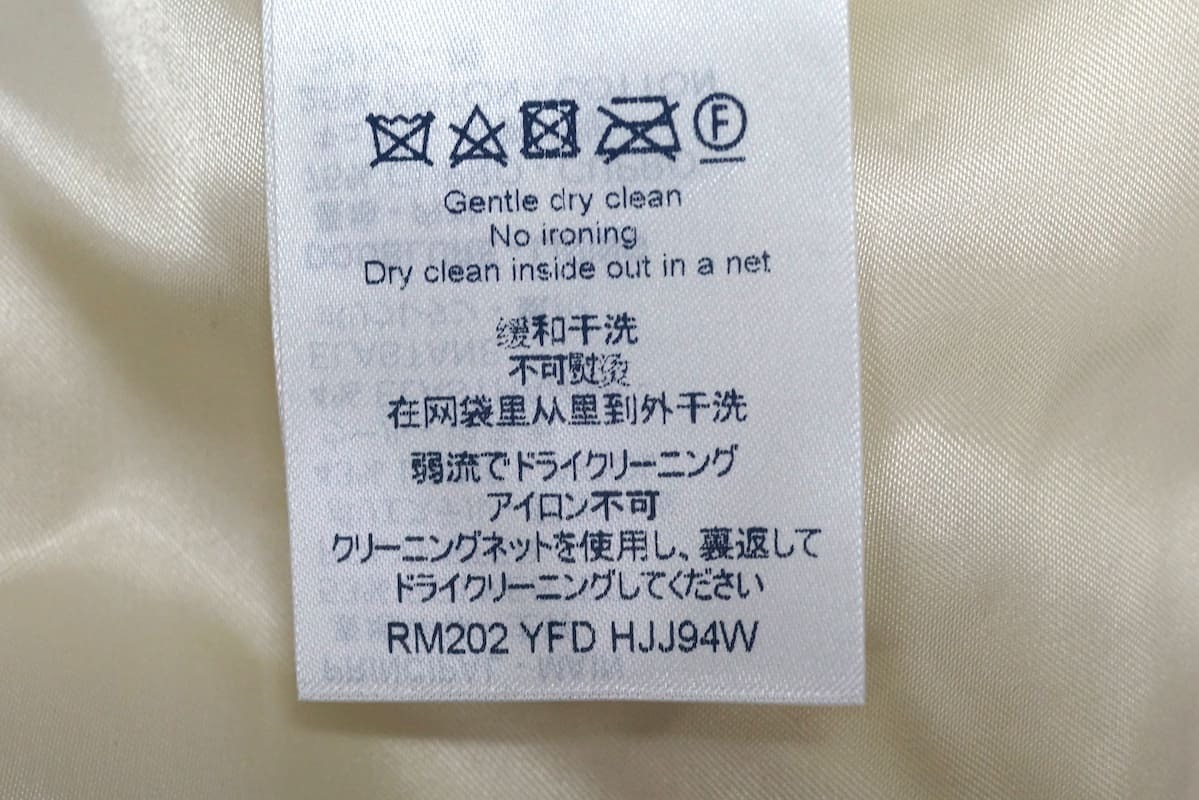 F
Gentle dry clean
No ironing
Dry clean inside out in a net
缓和干洗
不可熨烫
在网袋里从里到外干洗
弱流でドライクリーニング
アイロン不可
クリーニングネットを使用し、裏返して
ドライクリーニングしてください
RM202 YFD HJJ94W